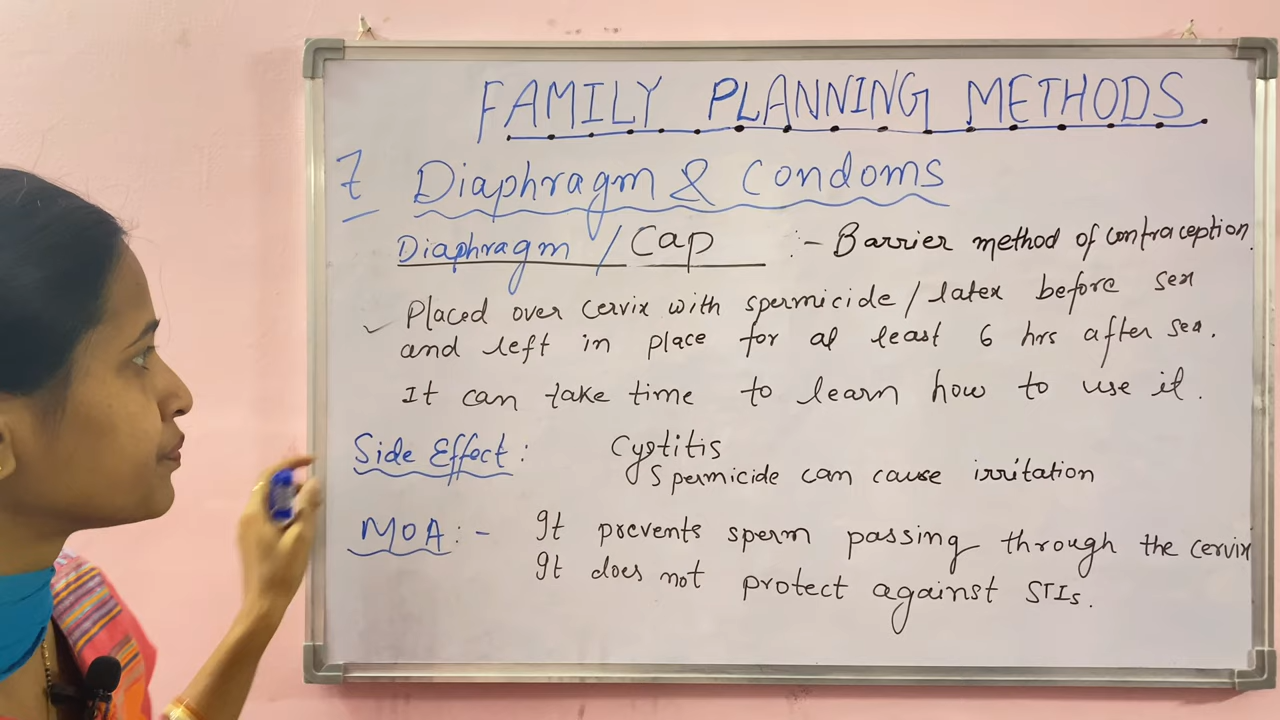 FAMILY PLANNING METHODS
7 Diaphragm & Condoms
Diaphragm / Cap :- Barrier method of contraception.
Placed over cervix with spermicide / latex before sex
and left in place for at least 6 hrs after sex.
It can take time to learn how to use it.
Side Effect : Cystitis
Spermicide can cause irritation
MOA :- It prevents sperm passing through the cervix
It does not protect against STIs.